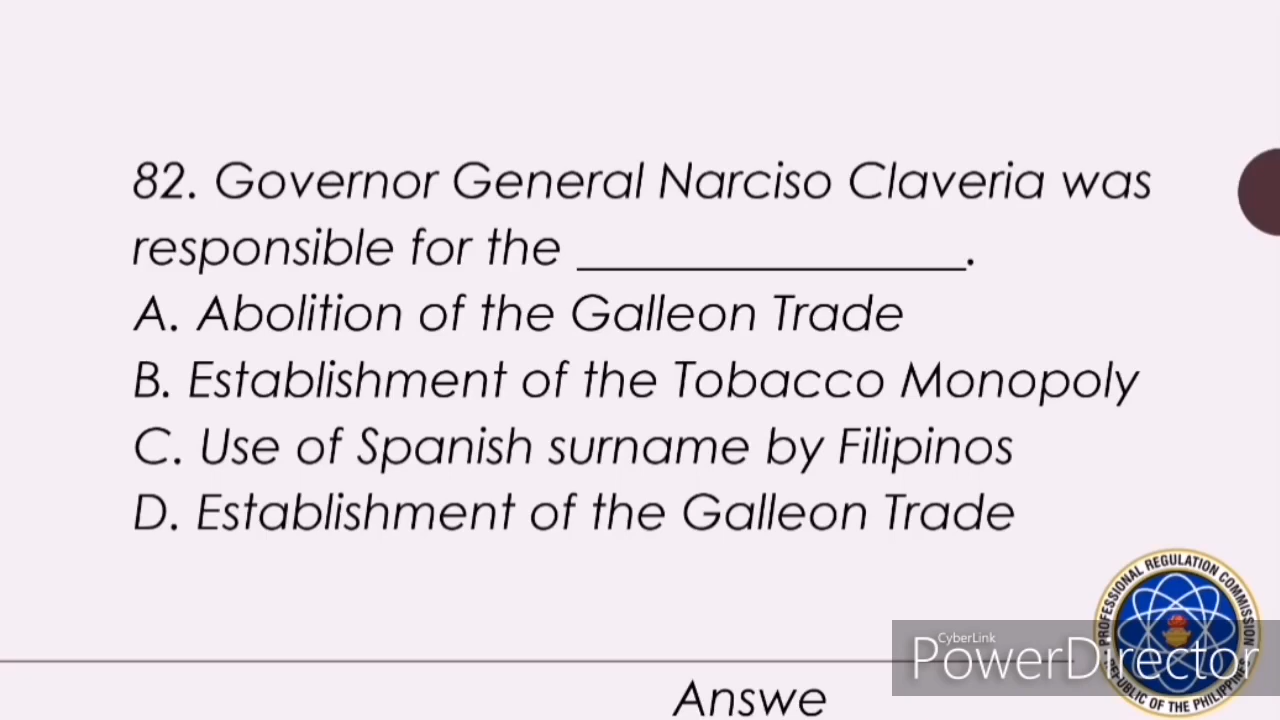 82. Governor General Narciso Claveria was
responsible for the _______________.
A. Abolition of the Galleon Trade
B. Establishment of the Tobacco Monopoly
C. Use of Spanish surname by Filipinos
D. Establishment of the Galleon Trade
PROFESSIONAL REGULATION COMMISSION
REPUBLIC OF THE PHILIPPINES
CyberLink
PowerDirector
Answe